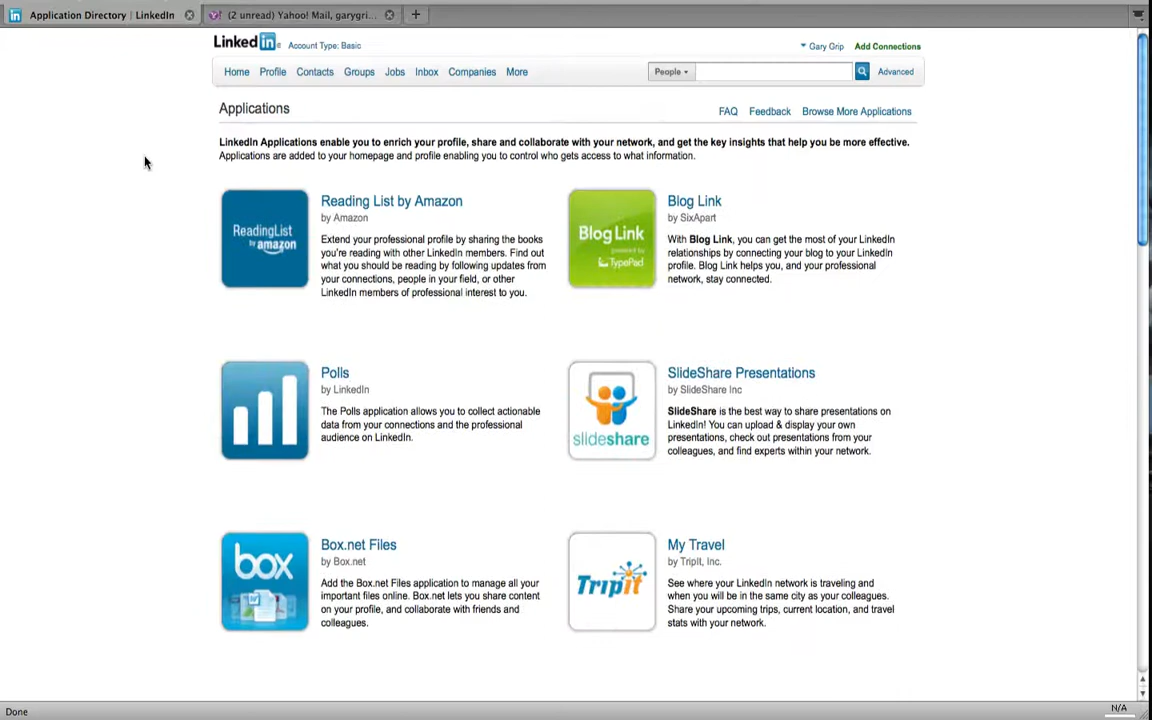 Application Directory | LinkedIn
(2 unread) Yahoo! Mail, garygri...
Linked in Account Type: Basic
Gary Grip Add Connections
Home Profile Contacts Groups Jobs Inbox Companies More
People
Advanced
Applications
FAQ Feedback Browse More Applications
LinkedIn Applications enable you to enrich your profile, share and collaborate with your network, and get the key insights that help you be more effective.
Applications are added to your homepage and profile enabling you to control who gets access to what information.
ReadingList
by amazon
Reading List by Amazon
by Amazon
Extend your professional profile by sharing the books
you're reading with other LinkedIn members. Find out
what you should be reading by following updates from
your connections, people in your field, or other
LinkedIn members of professional interest to you.
Blog Link
powered by
TypePad
Blog Link
by SixApart
With Blog Link, you can get the most of your LinkedIn
relationships by connecting your blog to your LinkedIn
profile. Blog Link helps you, and your professional
network, stay connected.
Polls
by LinkedIn
The Polls application allows you to collect actionable
data from your connections and the professional
audience on LinkedIn.
slideshare
SlideShare Presentations
by SlideShare Inc
SlideShare is the best way to share presentations on
LinkedIn! You can upload & display your own
presentations, check out presentations from your
colleagues, and find experts within your network.
box
Box.net Files
by Box.net
Add the Box.net Files application to manage all your
important files online. Box.net lets you share content
on your profile, and collaborate with friends and
colleagues.
TripIt
My Travel
by TripIt, Inc.
See where your LinkedIn network is traveling and
when you will be in the same city as your colleagues.
Share your upcoming trips, current location, and travel
stats with your network.
Done
N/A